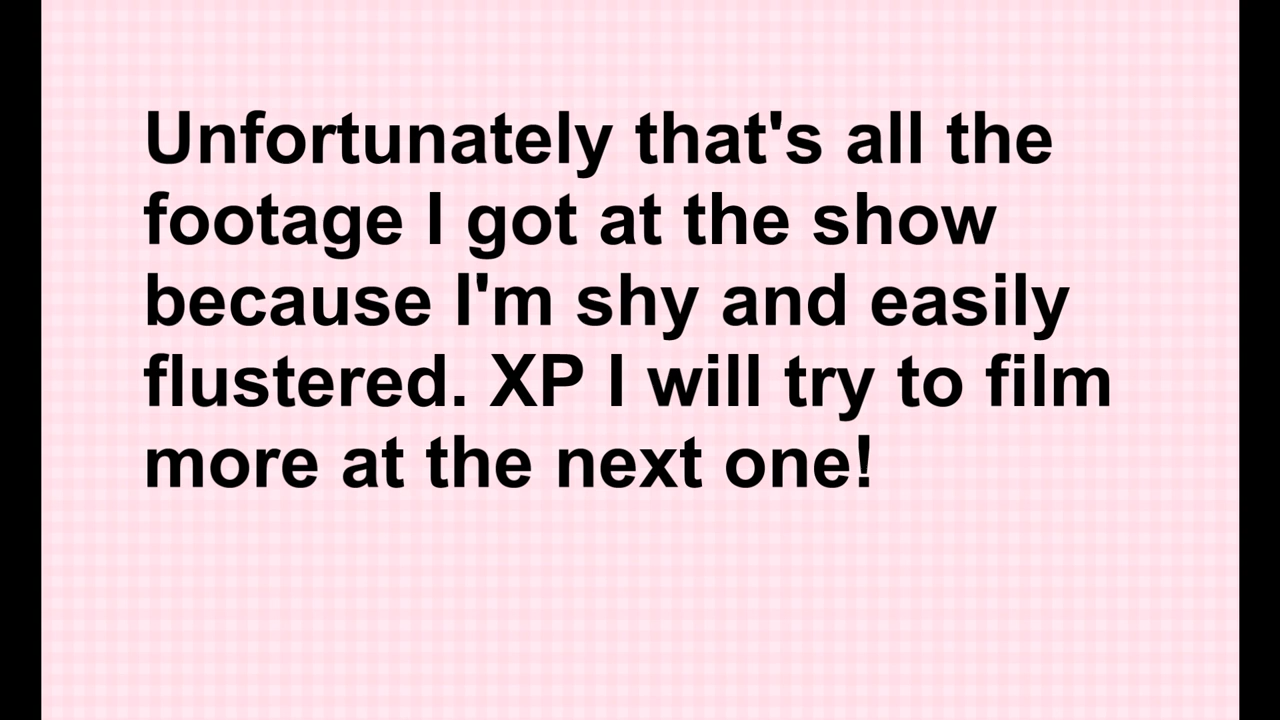 Unfortunately that's all the
footage I got at the show
because I'm shy and easily
flustered. XP I will try to film
more at the next one!